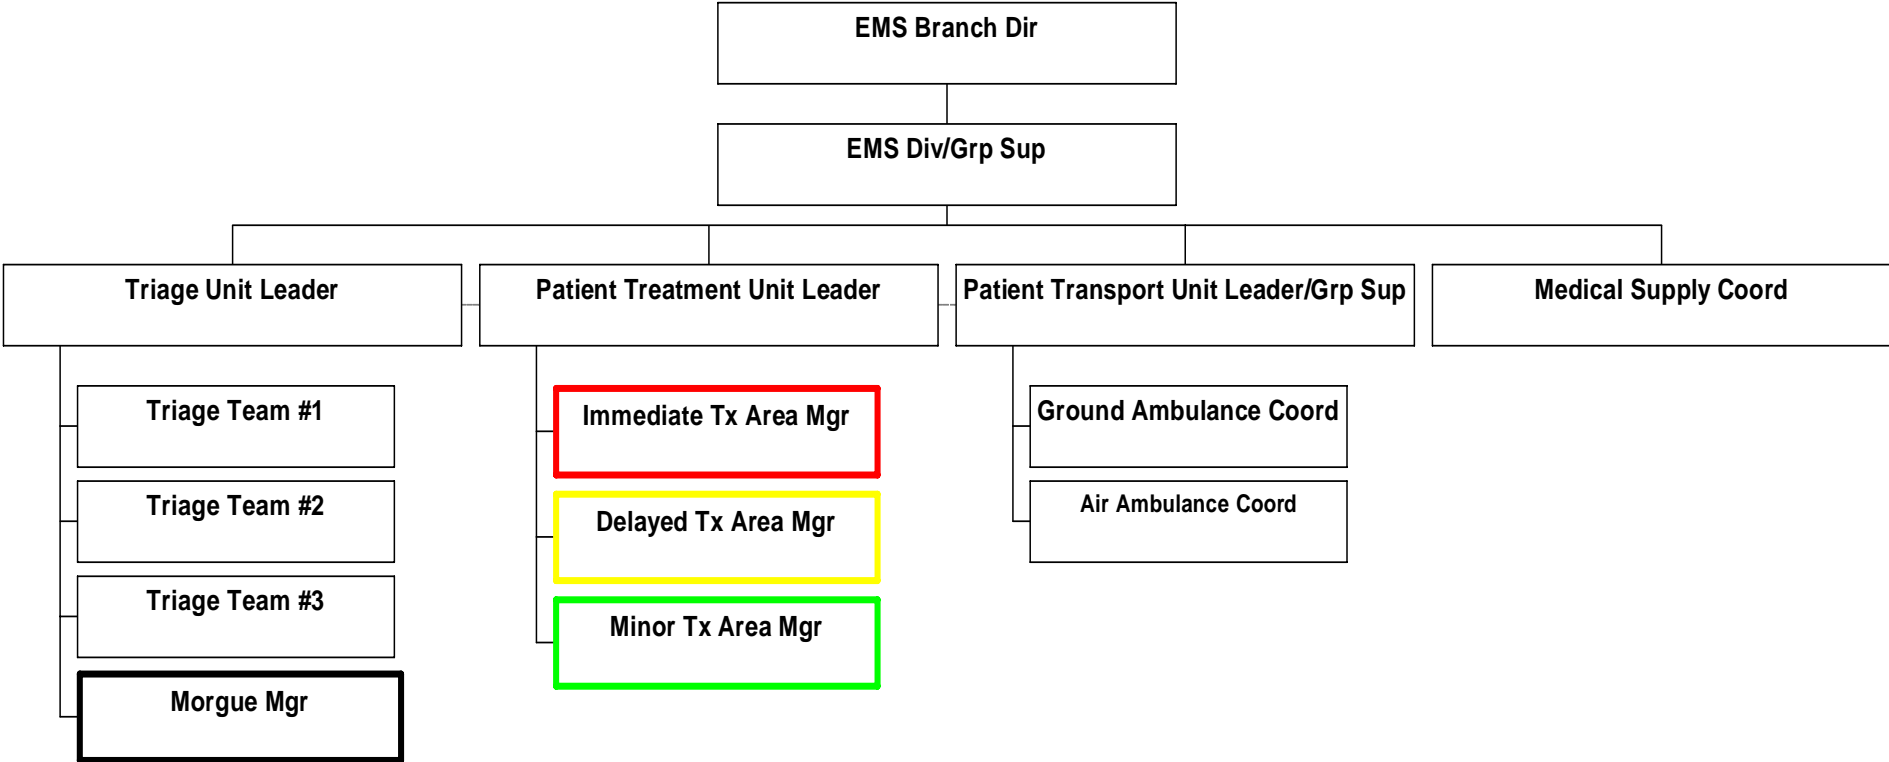 EMS Branch Dir
EMS Div/Grp Sup
Triage Unit Leader
Patient Treatment Unit Leader
Patient Transport Unit Leader/Grp Sup
Medical Supply Coord
Triage Team #1
Triage Team #2
Triage Team #3
Morgue Mgr
Immediate Tx Area Mgr
Delayed Tx Area Mgr
Minor Tx Area Mgr
Ground Ambulance Coord
Air Ambulance Coord